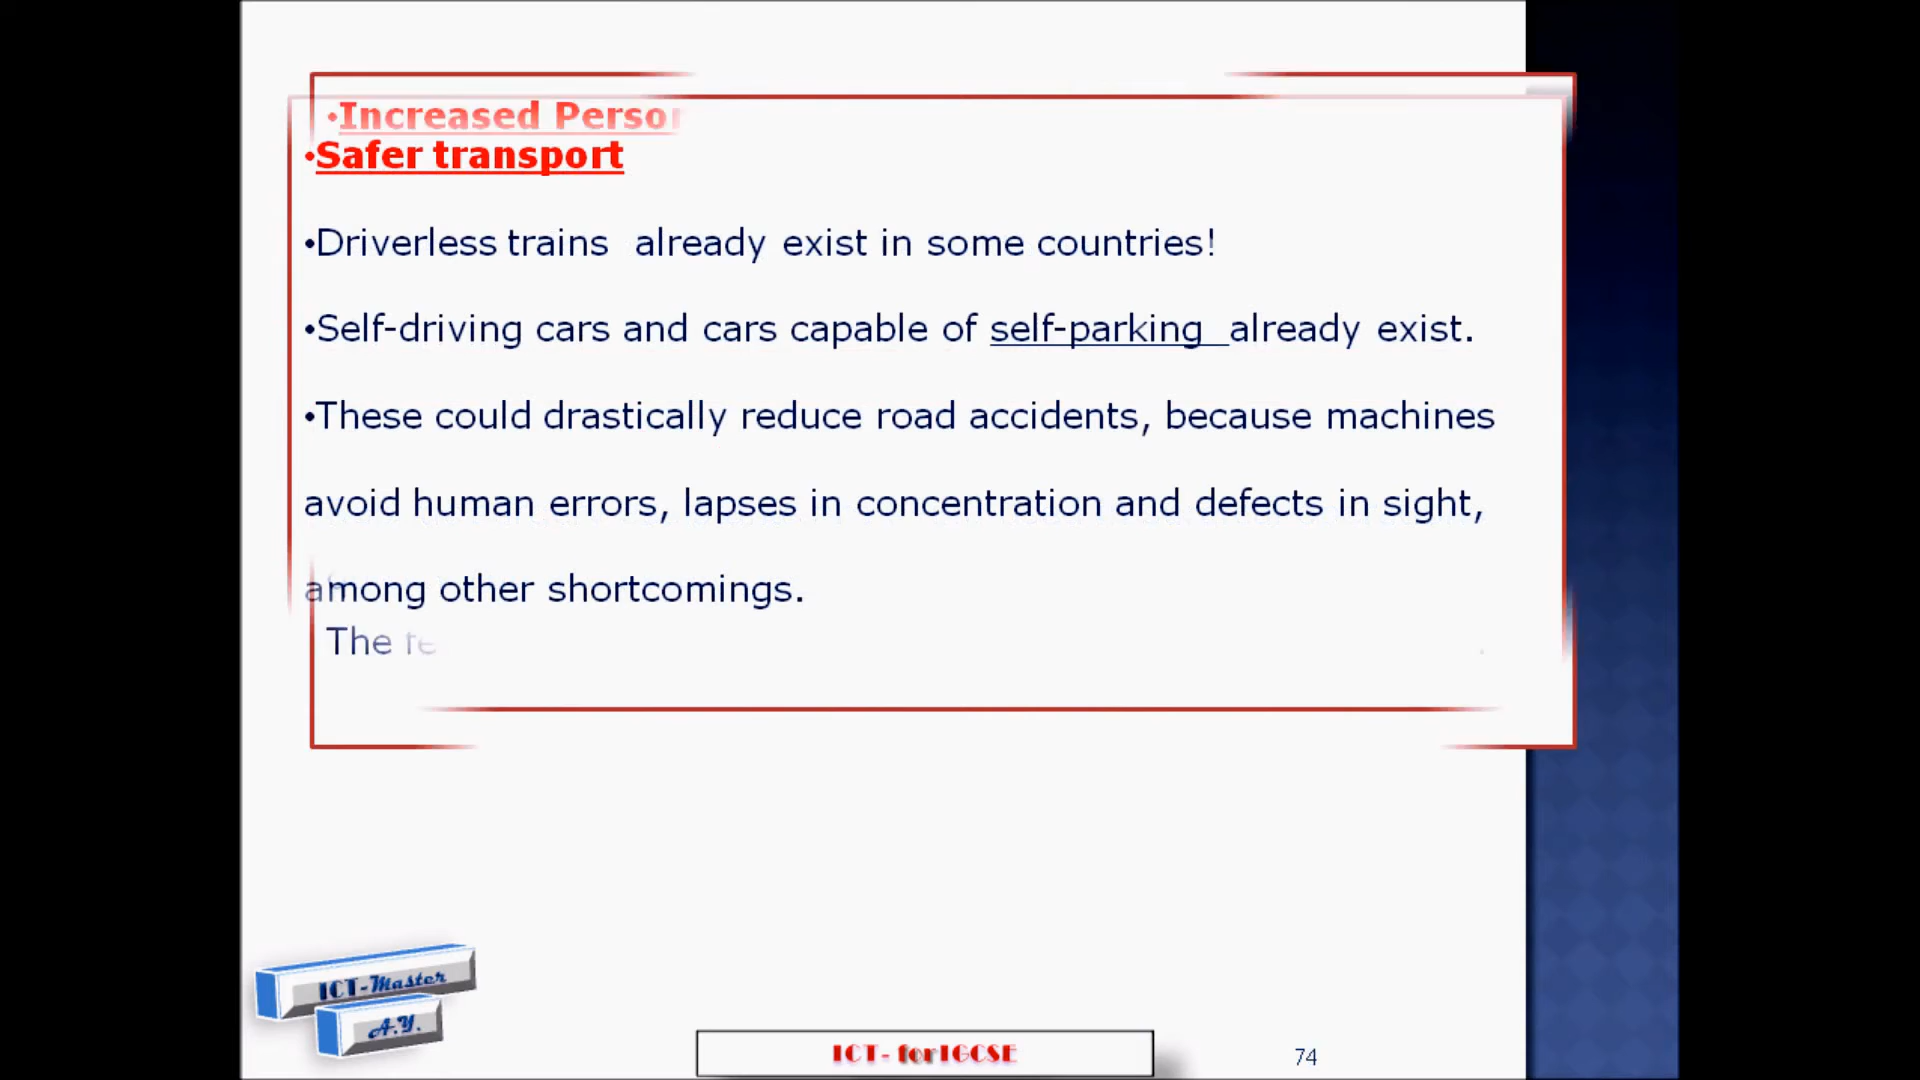 •Increased
•Safer transport
•Driverless trains already exist in some countries!
•Self-driving cars and cars capable of self-parking already exist.
•These could drastically reduce road accidents, because machines
avoid human errors, lapses in concentration and defects in sight,
among other shortcomings.
The
ICT-Master
A.Y.
ICT- for IGCSE
74